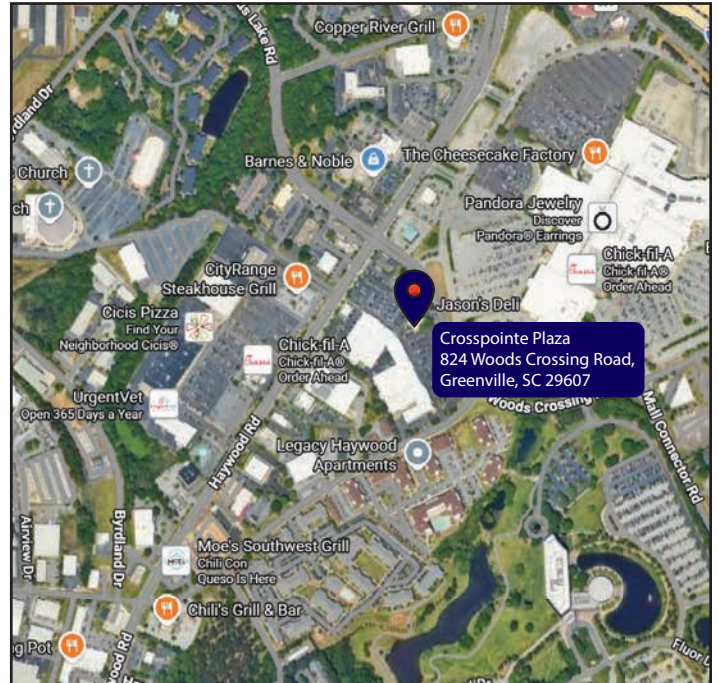 Copper River Grill
Lake Rd
Dr
Church
Barnes & Noble
The Cheesecake Factory
Pandora Jewelry
Discover
Pandora® Earrings
CityRange
Steakhouse Grill
Chick-fil-A
Chick-fil-A®
Order Ahead
Jason's Deli
Cicis Pizza
Find Your
Neighborhood Cicis®
Chick-fil-A
Chick-fil-A®
Order Ahead
Crosspointe Plaza
824 Woods Crossing Road,
Greenville, SC 29607
UrgentVet
Open 365 Days a Year
Woods Crossing
Mall Connector Rd
Haywood Rd
Legacy Haywood
Apartments
Airview Dr
Byrdland Dr
Moe's Southwest Grill
Chili Con
Queso Is Here
Chili's Grill & Bar
Pot
Fluor